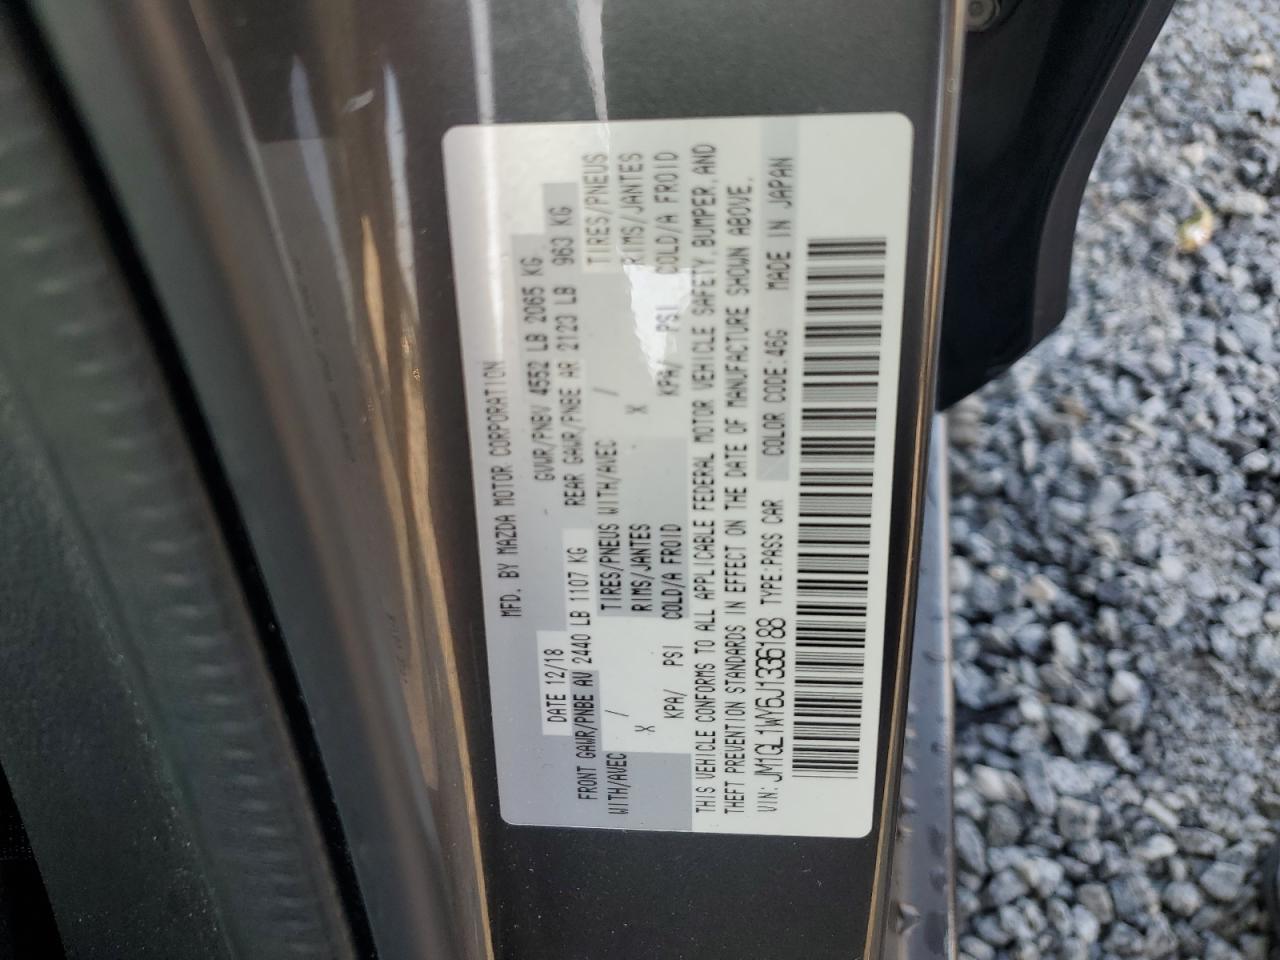 MFD. BY MAZDA MOTOR CORPORATION
DATE 12/18 GVWR/PNBV 4552 LB 2065 KG
FRONT GAWR/PNBE AV 2440 LB 1107 KG REAR GAWR/PNBE AR 2123 LB 963 KG
WITH/AVEC / TIRES/PNEUS WITH/AVEC / TIRES/PNEUS
X RIMS/JANTES X RIMS/JANTES
KPA/ PSI COLD/A FROID KPA/ PSI COLD/A FROID
THIS VEHICLE CONFORMS TO ALL APPLICABLE FEDERAL MOTOR VEHICLE SAFETY, BUMPER, AND
THEFT PREVENTION STANDARDS IN EFFECT ON THE DATE OF MANUFACTURE SHOWN ABOVE.
VIN: JM1GL1WY6J1336188 TYPE:PASS CAR COLOR CODE:46G MADE IN JAPAN